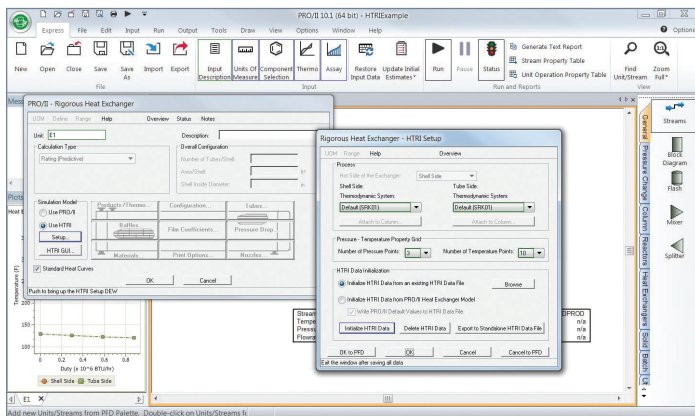 PRO/II 10.1 (64 bit) - HTRIExample
Express File Edit Input Run Output Tools Draw View Options Window Help Options
New Open Close Save Save As Import Export Input Description Units Of Measure Component Selection Thermo Assay Restore Input Data Update Initial Estimates* Run Pause Status Find Unit/Stream Zoom Full*
Generate Text Report
Stream Property Table
Unit Operation Property Table
File Input Run and Reports View
Mess
PRO/II - Rigorous Heat Exchanger
UOM Define Range Help Overview Status Notes
Unit: E1 Description:
Calculation Type
Rating (Predictive)
Overall Configuration
Number of Tubes/Shell
Area/Shell ft²
Shell Inside Diameter: in
Simulation Model
Use PRO/II
Use HTRI
Setup...
HTRI GUI...
Products / Thermo... Configuration... Tubes...
Baffles Film Coefficients... Pressure Drop...
Materials... Print Options... Nozzles...
Standard Heat Curves
OK Cancel
Push to bring up the HTRI Setup DEW
Rigorous Heat Exchanger - HTRI Setup
UOM Range Help Overview
Process
Hot Side of the Exchanger: Shell Side
Shell Side: Tube Side:
Thermodynamic System: Thermodynamic System:
Default (SRK01) Default (SRK01)
Attach to Column... Attach to Column...
Pressure - Temperature Property Grid
Number of Pressure Points: 3 Number of Temperature Points: 10
HTRI Data Initialization
Initialize HTRI Data from an existing HTRI Data File Browse
Initialize HTRI Data from PRO/II Heat Exchanger Model
Write PRO/II Default Values to HTRI Data File
Initialize HTRI Data Delete HTRI Data Export to Standalone HTRI Data File
OK to PFD OK Cancel Cancel to PFD
Exit the window after saving all data
Plots
Heat E
Temperature (F)
200
150
100
0 0.2 0.4 0.6 0.8
Duty (x 10^6 BTU/hr)
Shell Side Tube Side
Stream
Tempe
Pressu
Flowra
DPROD
n/a
n/a
n/a
General
Pressure Change
Column
Reactors
Heat Exchangers
Solid
Batch
Streams
Block Diagram
Flash
Mixer
Splitter
E1
Add new Units/Streams from PFD Palette. Double-click on Units/Streams fr